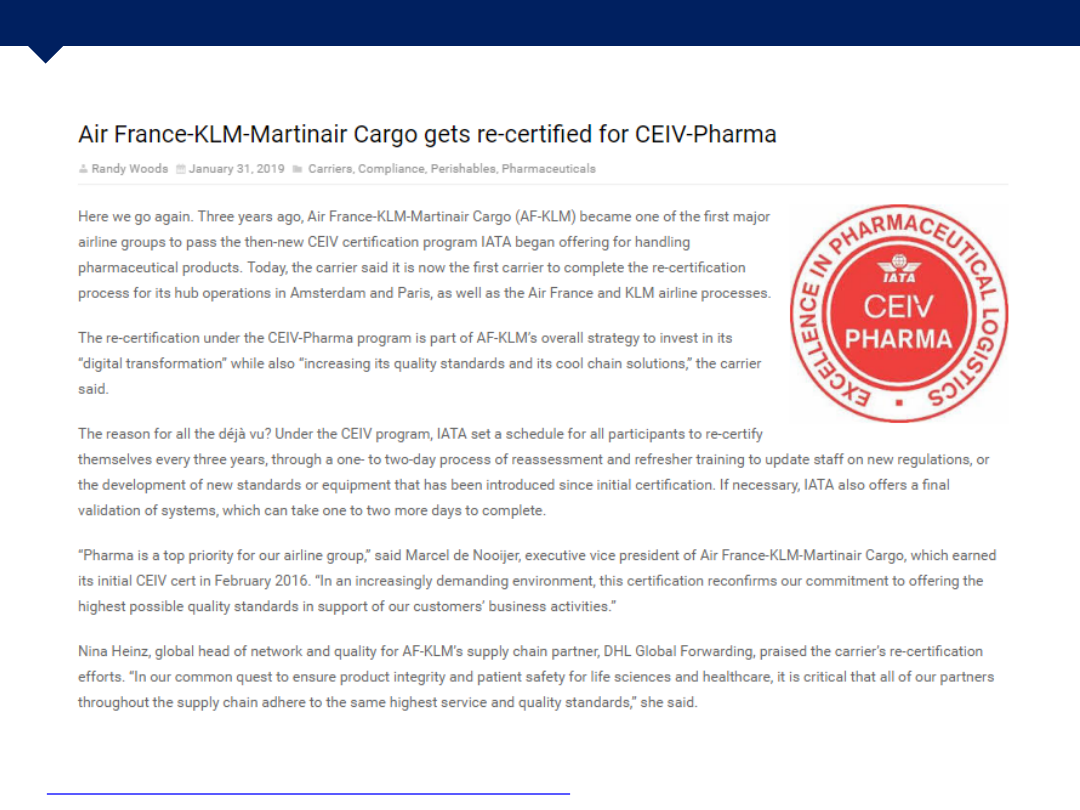 Air France-KLM-Martinair Cargo gets re-certified for CEIV-Pharma
Randy Woods January 31, 2019 Carriers, Compliance, Perishables, Pharmaceuticals
Here we go again. Three years ago, Air France-KLM-Martinair Cargo (AF-KLM) became one of the first major
airline groups to pass the then-new CEIV certification program IATA began offering for handling
pharmaceutical products. Today, the carrier said it is now the first carrier to complete the re-certification
process for its hub operations in Amsterdam and Paris, as well as the Air France and KLM airline processes.
EXCELLENCE IN PHARMACEUTICAL LOGISTICS
IATA
CEIV
PHARMA
The re-certification under the CEIV-Pharma program is part of AF-KLM's overall strategy to invest in its
“digital transformation” while also “increasing its quality standards and its cool chain solutions,” the carrier
said.
The reason for all the déjà vu? Under the CEIV program, IATA set a schedule for all participants to re-certify
themselves every three years, through a one- to two-day process of reassessment and refresher training to update staff on new regulations, or
the development of new standards or equipment that has been introduced since initial certification. If necessary, IATA also offers a final
validation of systems, which can take one to two more days to complete.
“Pharma is a top priority for our airline group,” said Marcel de Nooijer, executive vice president of Air France-KLM-Martinair Cargo, which earned
its initial CEIV cert in February 2016. “In an increasingly demanding environment, this certification reconfirms our commitment to offering the
highest possible quality standards in support of our customers’ business activities.”
Nina Heinz, global head of network and quality for AF-KLM’s supply chain partner, DHL Global Forwarding, praised the carrier’s re-certification
efforts. “In our common quest to ensure product integrity and patient safety for life sciences and healthcare, it is critical that all of our partners
throughout the supply chain adhere to the same highest service and quality standards,” she said.